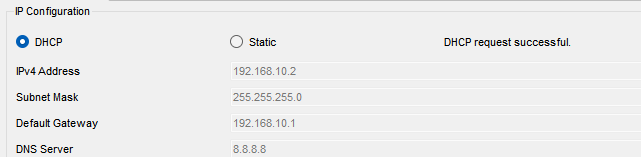 IP Configuration
DHCP Static DHCP request successful.
IPv4 Address 192.168.10.2
Subnet Mask 255.255.255.0
Default Gateway 192.168.10.1
DNS Server 8.8.8.8